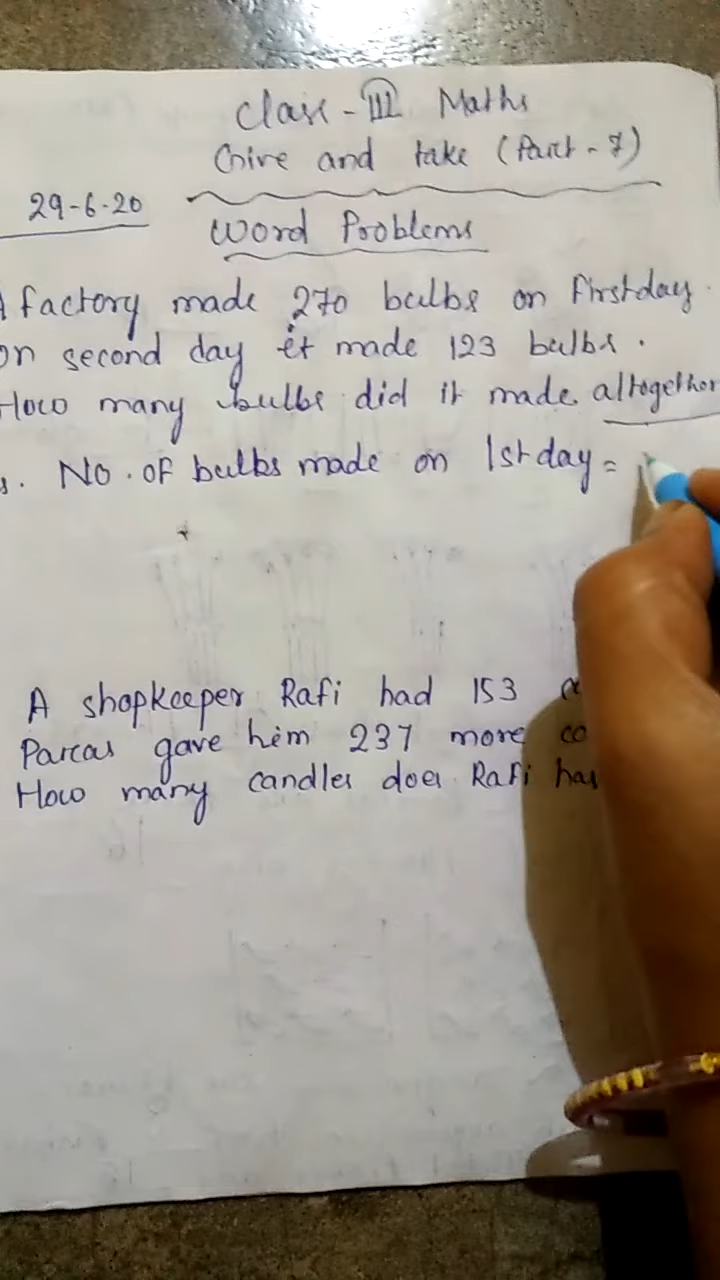 Class - III Maths
Give and take (Part - 7)
29-6-20
Word Problems
A factory made 270 bulbs on first day.
on second day it made 123 bulbs.
How many bulbs did it made altogether
s. No. of bulbs made on 1st day =
A shopkeeper Rafi had 153
Paras gave him 237 more
How many candles does Rafi has